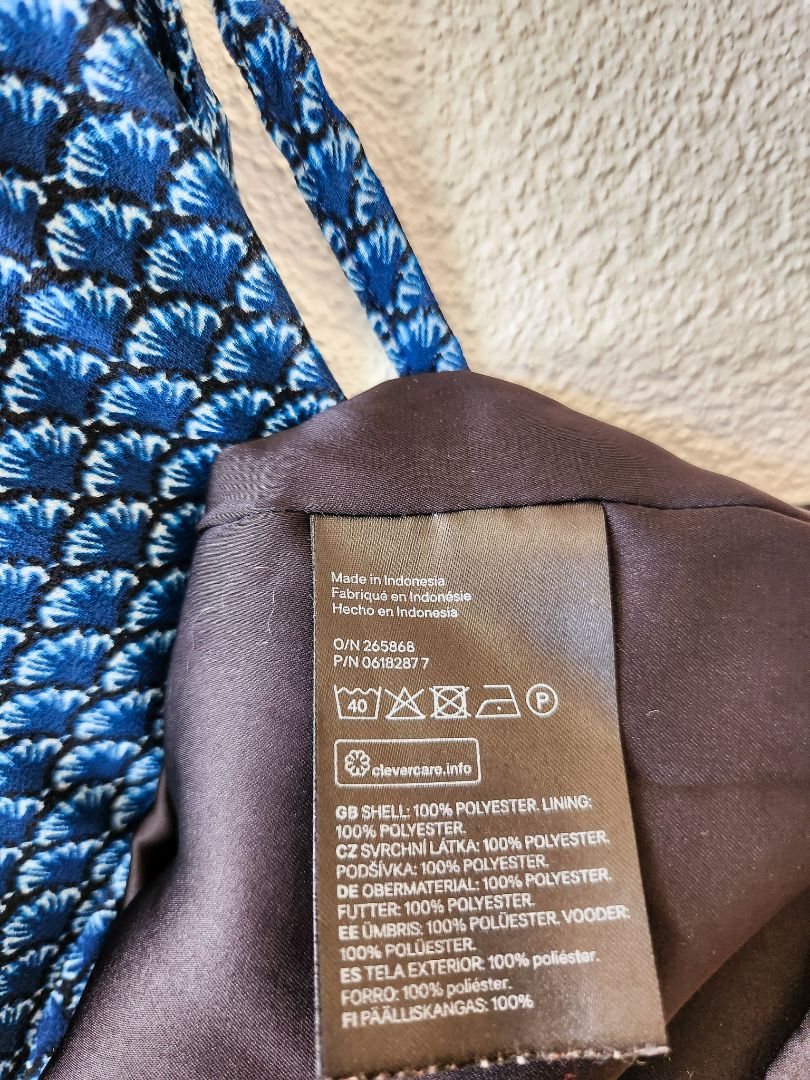 Made in Indonesia
Fabriqué en Indonésie
Hecho en Indonesia
O/N 265868
P/N 0618287 7
40
P
clevercare.info
GB SHELL: 100% POLYESTER. LINING:
100% POLYESTER.
CZ SVRCHNÍ LÁTKA: 100% POLYESTER.
PODŠÍVKA: 100% POLYESTER.
DE OBERMATERIAL: 100% POLYESTER.
FUTTER: 100% POLYESTER.
EE ÜMBRIS: 100% POLÜESTER. VOODER:
100% POLÜESTER.
ES TELA EXTERIOR: 100% poliéster.
FORRO: 100% poliéster.
FI PÄÄLLISKANGAS: 100%